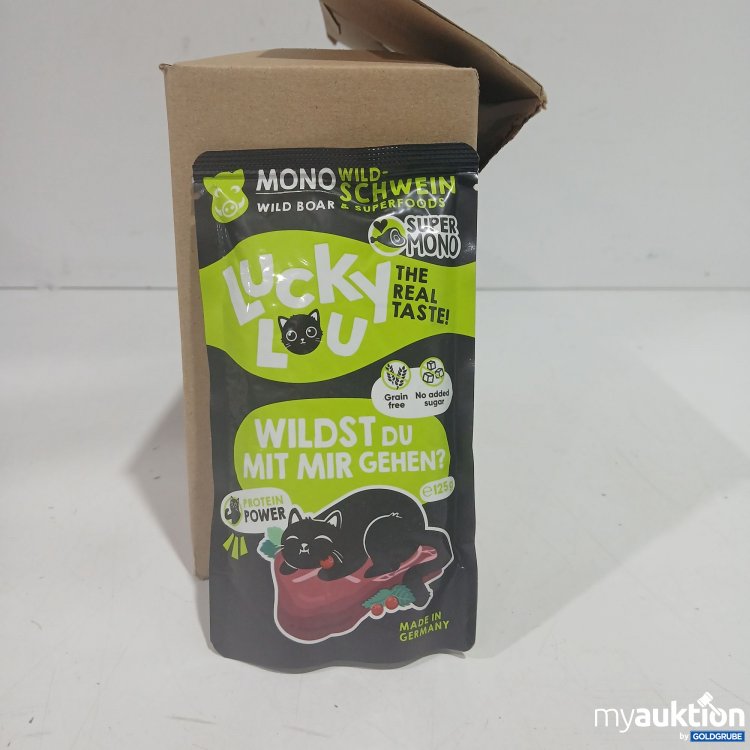 MONO WILD-
SCHWEIN
WILD BOAR & SUPERFOODS
SUPER
MONO
LUCKY
LOU
THE
REAL
TASTE!
Grain
free
No added
sugar
WILDST DU
MIT MIR GEHEN?
℮125 g
PROTEIN
POWER
MADE IN
GERMANY
myauktion
by GOLDGRUBE